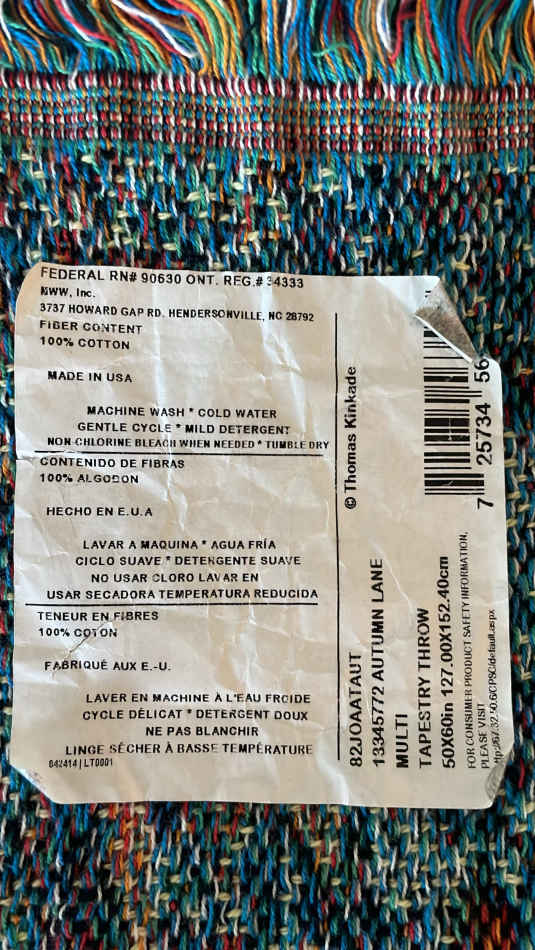 FEDERAL RN# 90630 ONT. REG.# 34333
NWW, Inc.
3737 HOWARD GAP RD. HENDERSONVILLE, NC 28792
FIBER CONTENT
100% COTTON
MADE IN USA
MACHINE WASH * COLD WATER
GENTLE CYCLE * MILD DETERGENT
NON-CHLORINE BLEACH WHEN NEEDED * TUMBLE DRY
CONTENIDO DE FIBRAS
100% ALGODON
HECHO EN E.U.A
LAVAR A MAQUINA * AGUA FRÍA
CICLO SUAVE * DETERGENTE SUAVE
NO USAR CLORO LAVAR EN
USAR SECADORA TEMPERATURA REDUCIDA
TENEUR EN FIBRES
100% COTON
FABRIQUÉ AUX E.-U.
LAVER EN MACHINE À L'EAU FROIDE
CYCLE DÉLICAT * DETERGENT DOUX
NE PAS BLANCHIR
LINGE SÉCHER À BASSE TEMPÉRATURE
042414 | LT0001
© Thomas Kinkade
82JOAATAUT
13345772 AUTUMN LANE
MULTI
TAPESTRY THROW
50X60in 127.00X152.40cm
FOR CONSUMER PRODUCT SAFETY INFORMATION,
PLEASE VISIT
7 25734 56